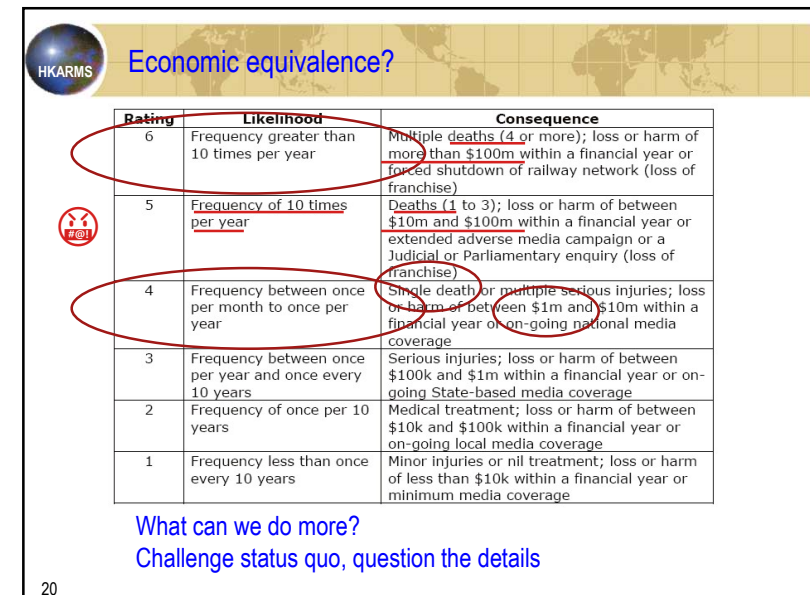 HKARMS
Economic equivalence?
Rating Likelihood Consequence
6 Frequency greater than Multiple deaths (4 or more); loss or harm of
10 times per year more than $100m within a financial year or
forced shutdown of railway network (loss of
franchise)
5 Frequency of 10 times Deaths (1 to 3); loss or harm of between
per year $10m and $100m within a financial year or
extended adverse media campaign or a
Judicial or Parliamentary enquiry (loss of
franchise)
#@!
4 Frequency between once Single death or multiple serious injuries; loss
per month to once per or harm of between $1m and $10m within a
year financial year or on-going national media
coverage
3 Frequency between once Serious injuries; loss or harm of between
per year and once every $100k and $1m within a financial year or on-
10 years going State-based media coverage
2 Frequency of once per 10 Medical treatment; loss or harm of between
years $10k and $100k within a financial year or
on-going local media coverage
1 Frequency less than once Minor injuries or nil treatment; loss or harm
every 10 years of less than $10k within a financial year or
minimum media coverage
What can we do more?
Challenge status quo, question the details
20